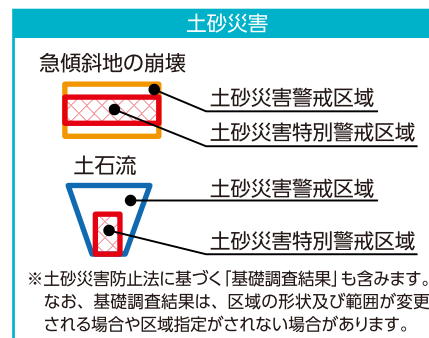 土砂災害
急傾斜地の崩壊
土砂災害警戒区域
土砂災害特別警戒区域
土石流
土砂災害警戒区域
土砂災害特別警戒区域
※土砂災害防止法に基づく「基礎調査結果」も含みます。
なお、基礎調査結果は、区域の形状及び範囲が変更
される場合や区域指定がされない場合があります。